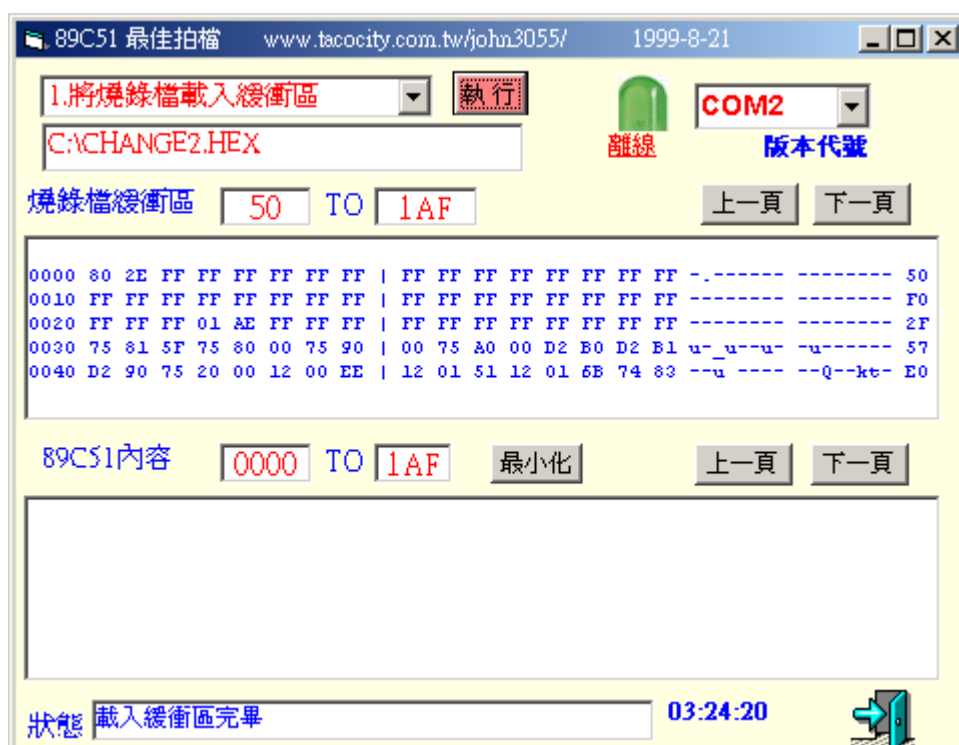 89C51 最佳拍檔 www.tacocity.com.tw/john3055/ 1999-8-21
1.將燒錄檔載入緩衝區 執行 COM2
C:\CHANGE2.HEX 離線 版本代號
燒錄檔緩衝區 50 TO 1AF 上一頁 下一頁
0000 80 2E FF FF FF FF FF FF | FF FF FF FF FF FF FF FF -.------ -------- 50
0010 FF FF FF FF FF FF FF FF | FF FF FF FF FF FF FF FF -------- -------- F0
0020 FF FF FF 01 AE FF FF FF | FF FF FF FF FF FF FF FF -------- -------- 2F
0030 75 81 5F 75 80 00 75 90 | 00 75 A0 00 D2 B0 D2 B1 u-_u--u- -u------ 57
0040 D2 90 75 20 00 12 00 EE | 12 01 51 12 01 6B 74 83 --u ---- --Q--kt- E0
89C51內容 0000 TO 1AF 最小化 上一頁 下一頁
狀態 載入緩衝區完畢 03:24:20